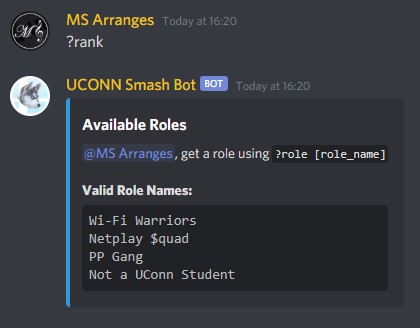 MS Arranges Today at 16:20
?rank
UCONN Smash Bot BOT Today at 16:20
Available Roles
@MS Arranges, get a role using ?role [role_name]
Valid Role Names:
Wi-Fi Warriors
Netplay $quad
PP Gang
Not a UConn Student